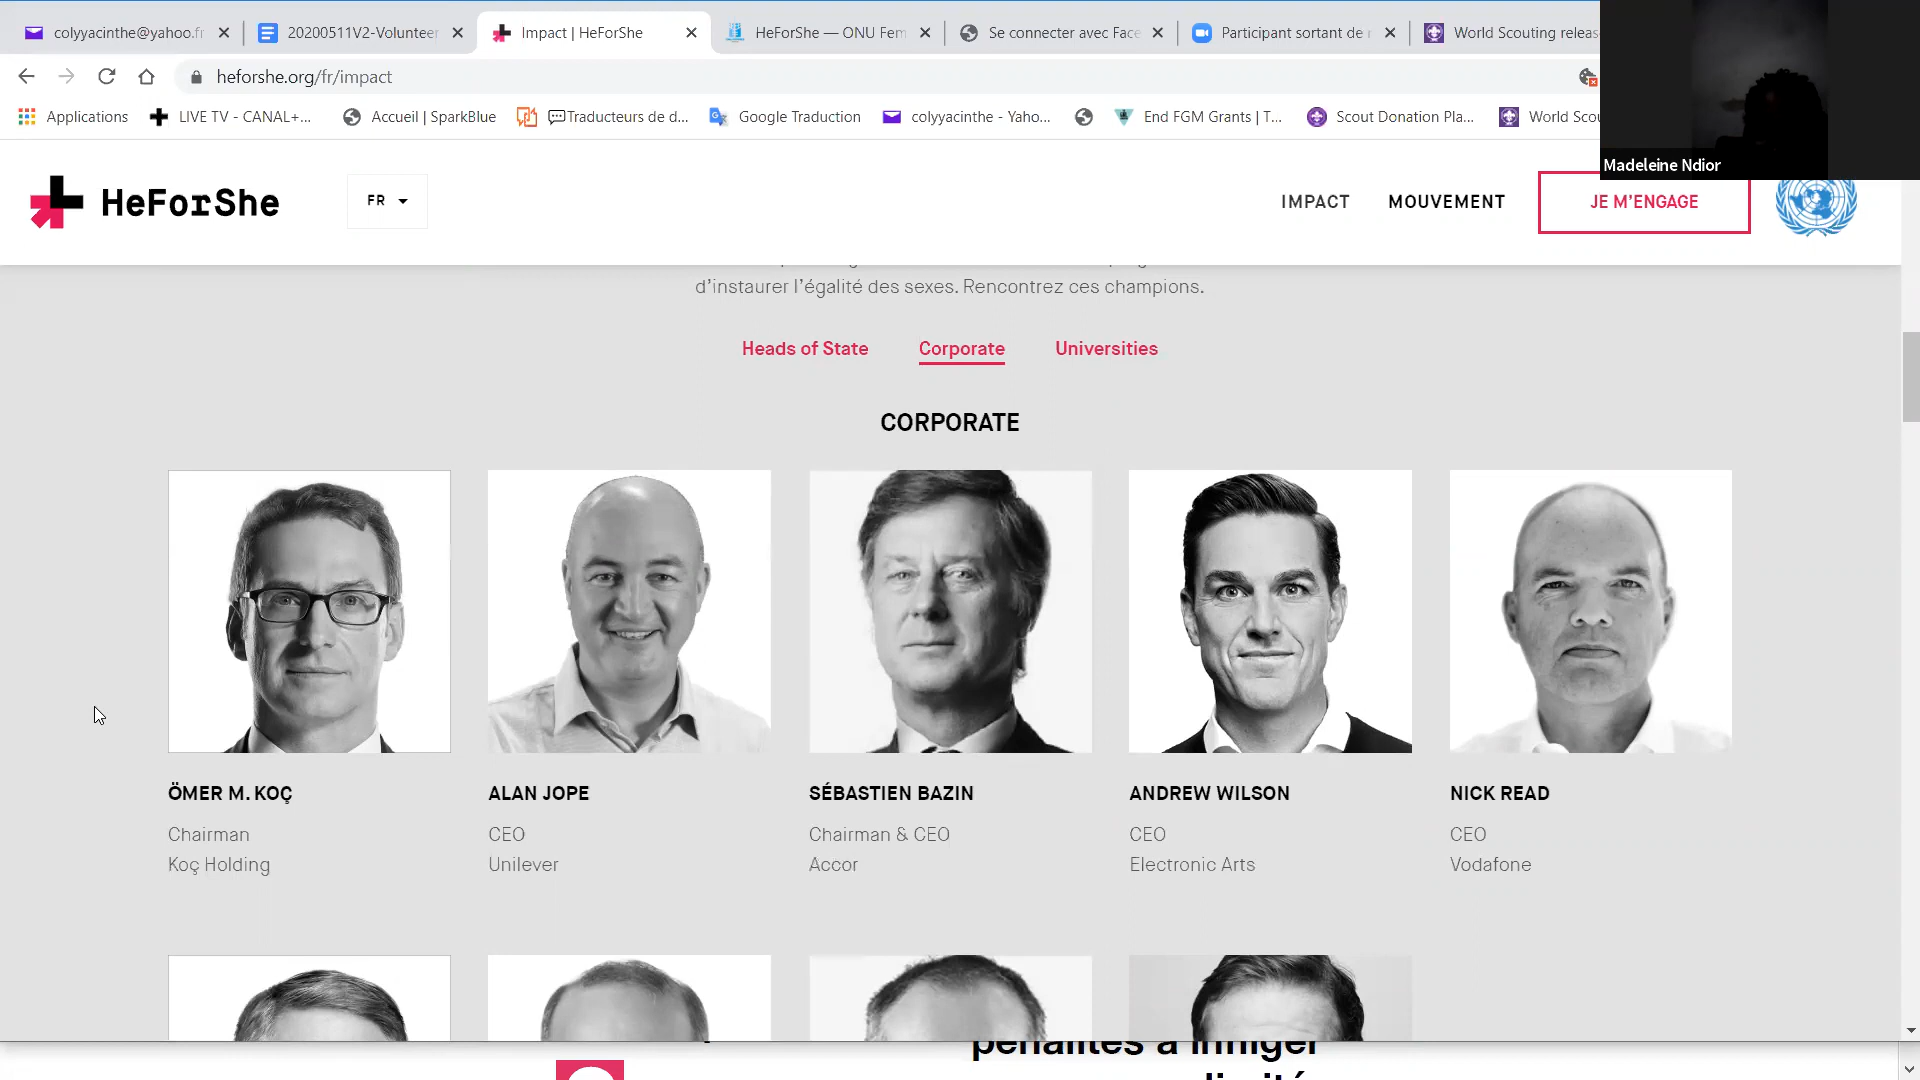 colyyacinthe@yahoo.fr
20200511V2-Volunteer
Impact | HeForShe
HeForShe — ONU Fem
Se connecter avec Face
Participant sortant de
World Scouting releas
heforshe.org/fr/impact
Applications
LIVE TV - CANAL+...
Accueil | SparkBlue
Traducteurs de d...
Google Traduction
colyyacinthe - Yaho...
End FGM Grants | T...
Scout Donation Pla...
World Scou
Madeleine Ndior
HeForShe
FR
IMPACT
MOUVEMENT
JE M'ENGAGE
d'instaurer l'égalité des sexes. Rencontrez ces champions.
Heads of State
Corporate
Universities
CORPORATE
ÖMER M. KOÇ
Chairman
Koç Holding
ALAN JOPE
CEO
Unilever
SÉBASTIEN BAZIN
Chairman & CEO
Accor
ANDREW WILSON
CEO
Electronic Arts
NICK READ
CEO
Vodafone
pénalités à infliger